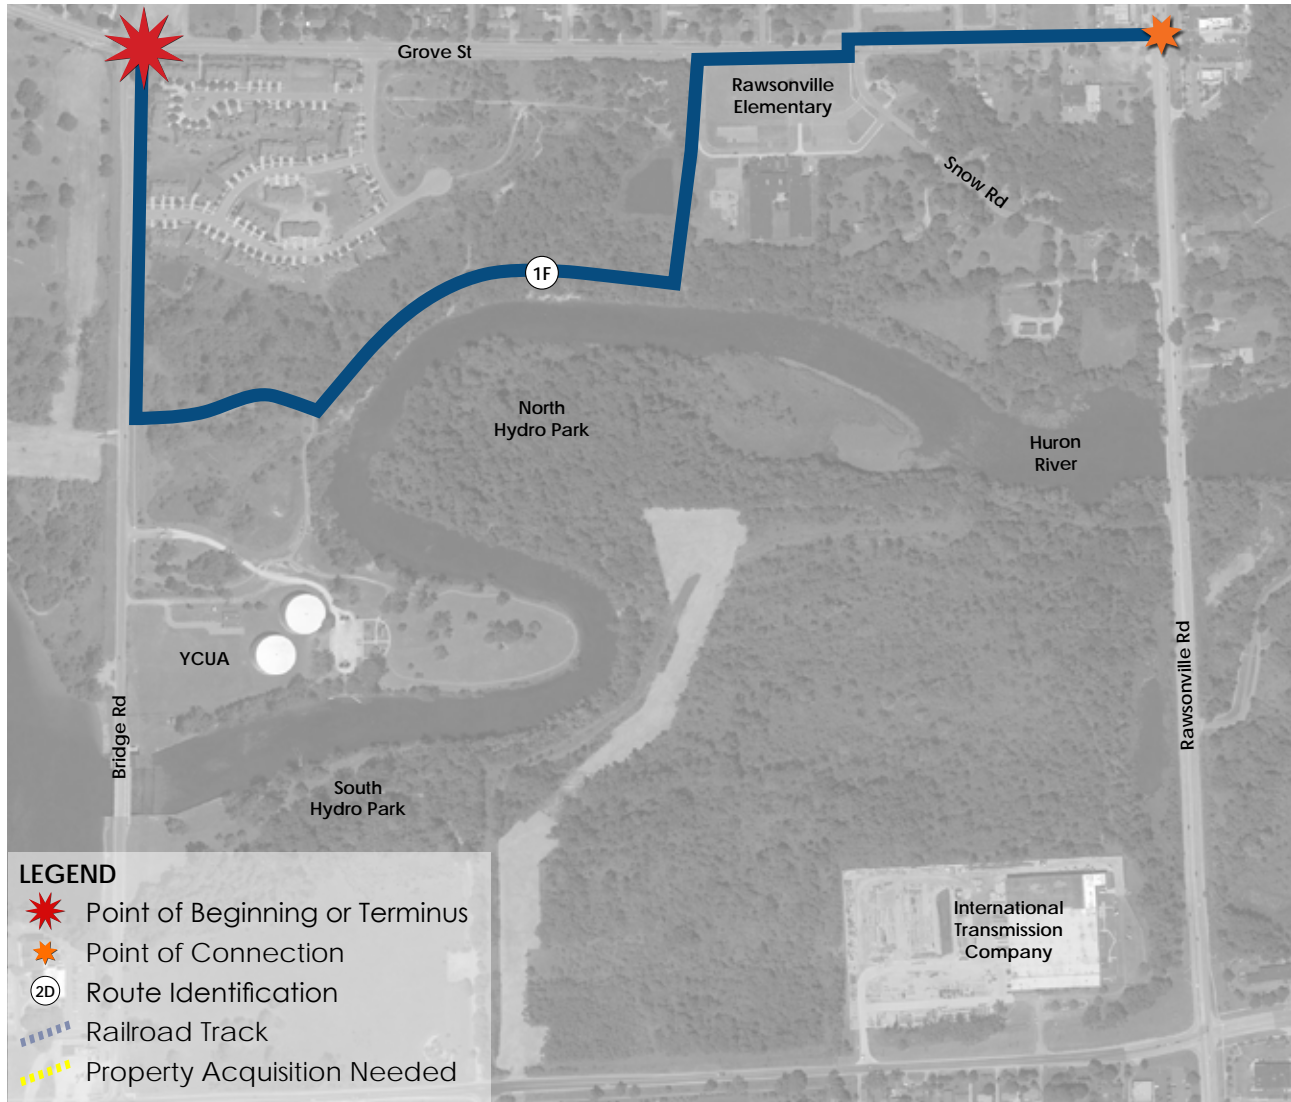 Grove St
Rawsonville
Elementary
Snow Rd
1F
North
Hydro Park
Huron
River
YCUA
Bridge Rd
Rawsonville Rd
South
Hydro Park
International
Transmission
Company
LEGEND
Point of Beginning or Terminus
Point of Connection
2D Route Identification
Railroad Track
Property Acquisition Needed